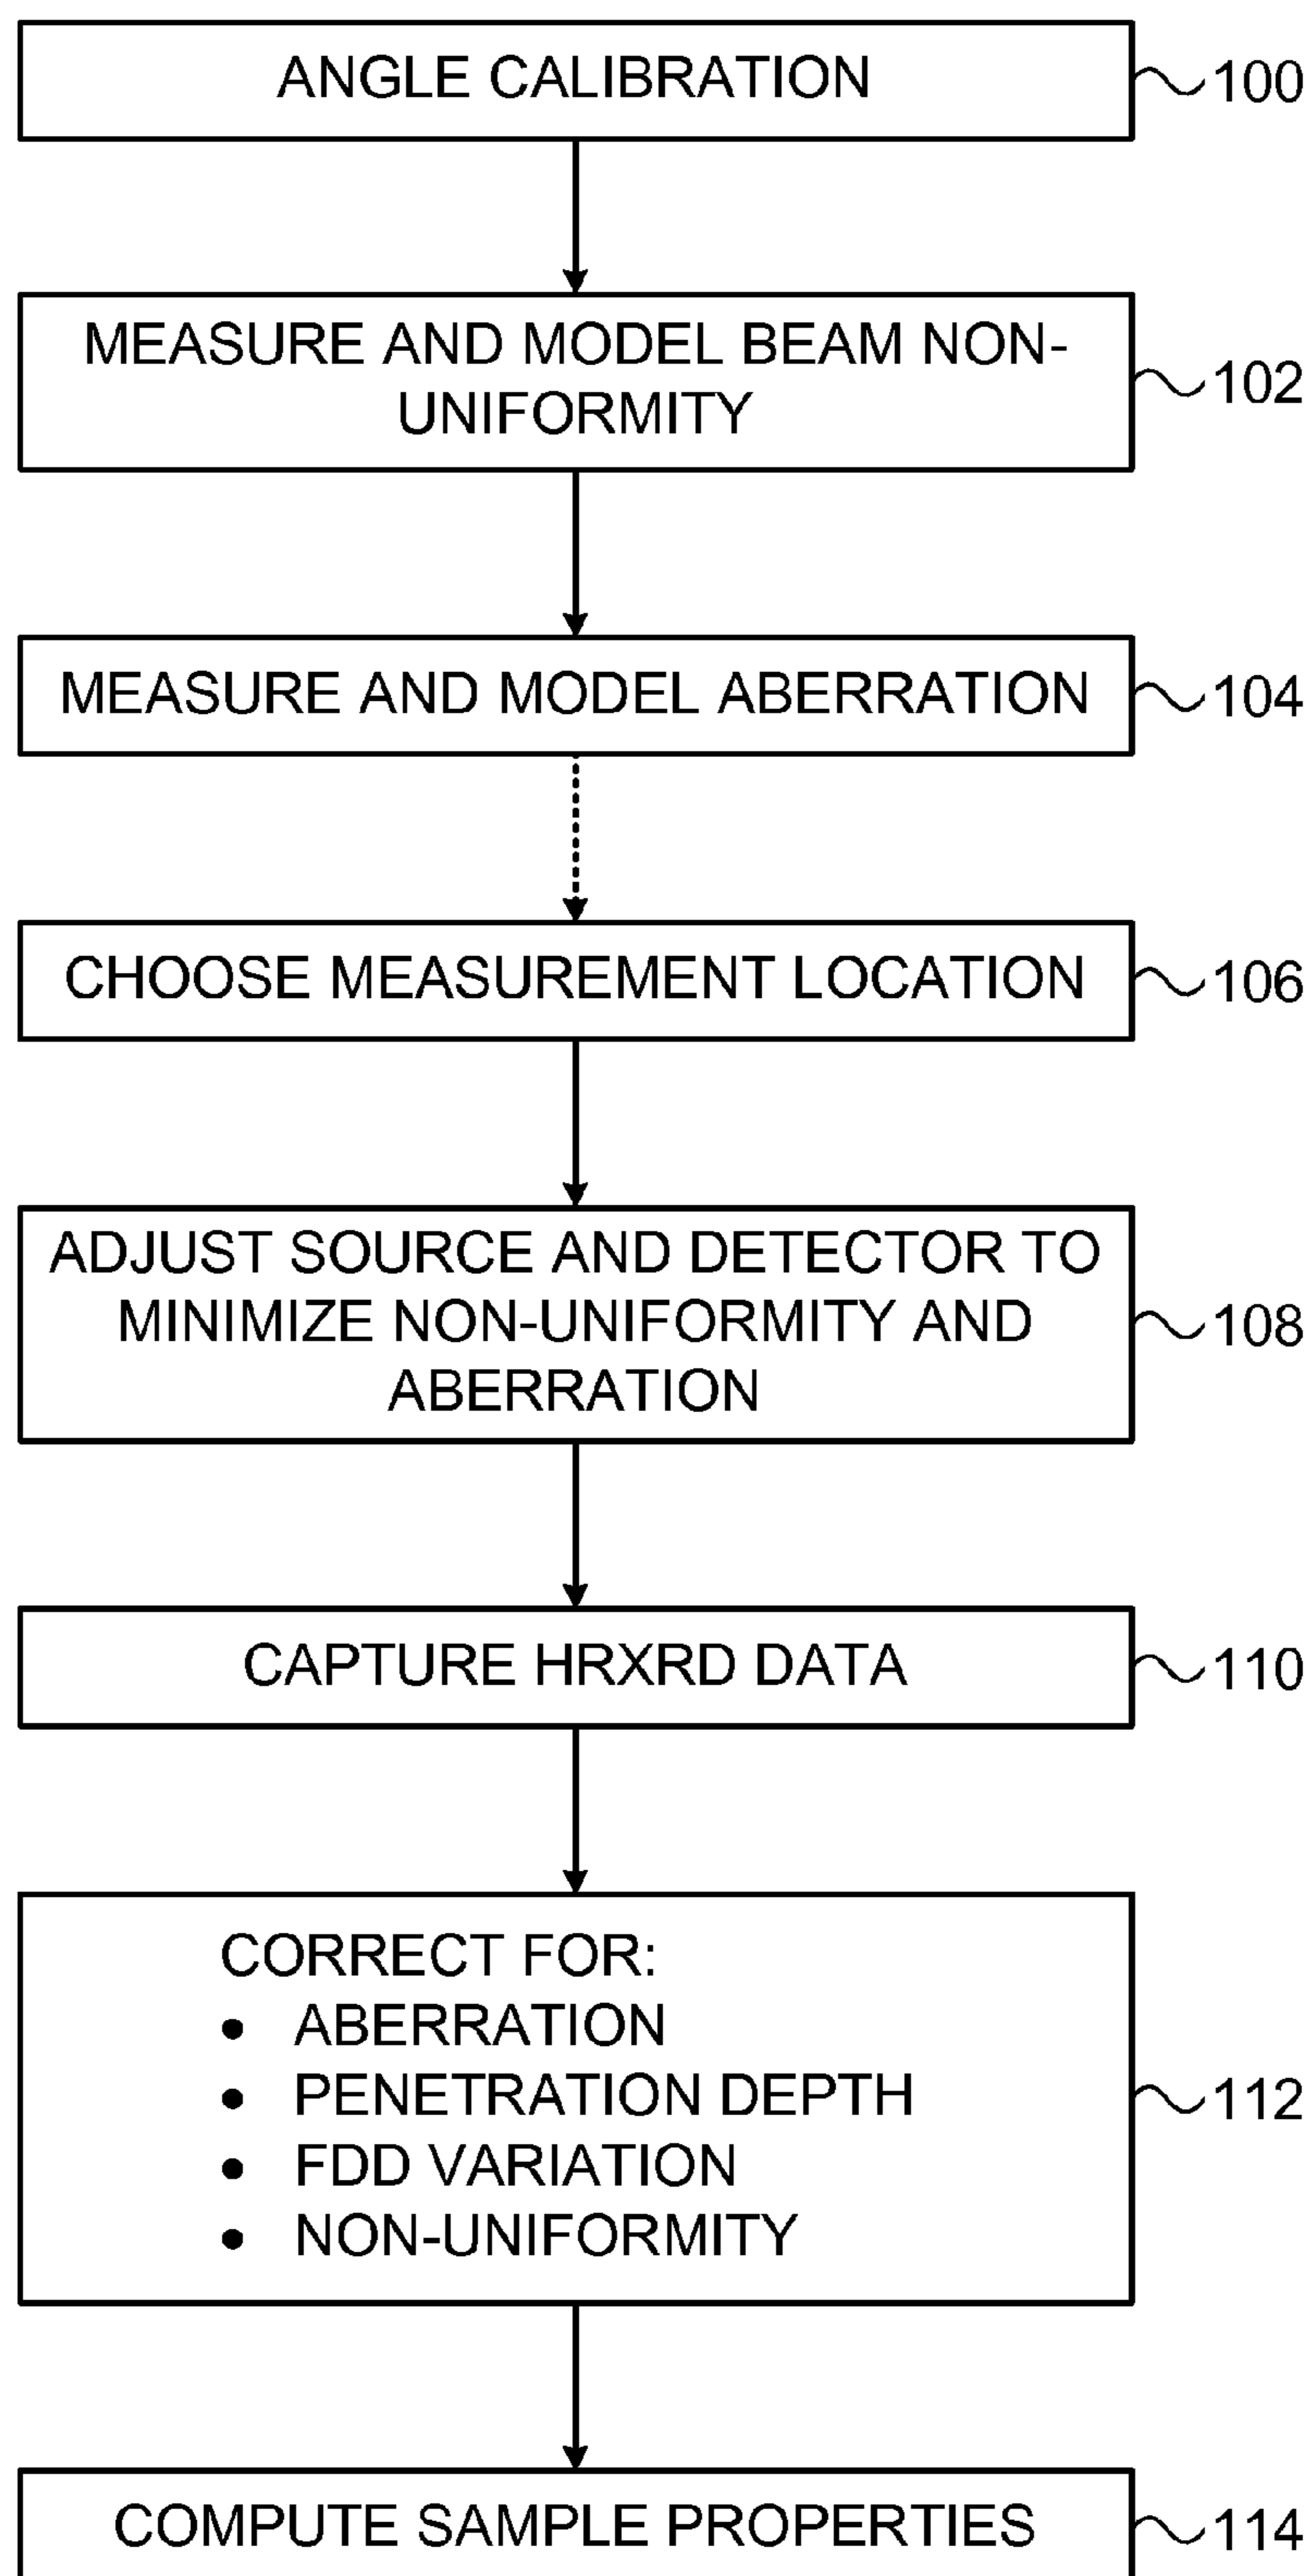 ANGLE CALIBRATION
100
MEASURE AND MODEL BEAM NON-
UNIFORMITY
102
MEASURE AND MODEL ABERRATION
104
CHOOSE MEASUREMENT LOCATION
106
ADJUST SOURCE AND DETECTOR TO
MINIMIZE NON-UNIFORMITY AND
ABERRATION
108
CAPTURE HRXRD DATA
110
CORRECT FOR:
• ABERRATION
• PENETRATION DEPTH
• FDD VARIATION
• NON-UNIFORMITY
112
COMPUTE SAMPLE PROPERTIES
114